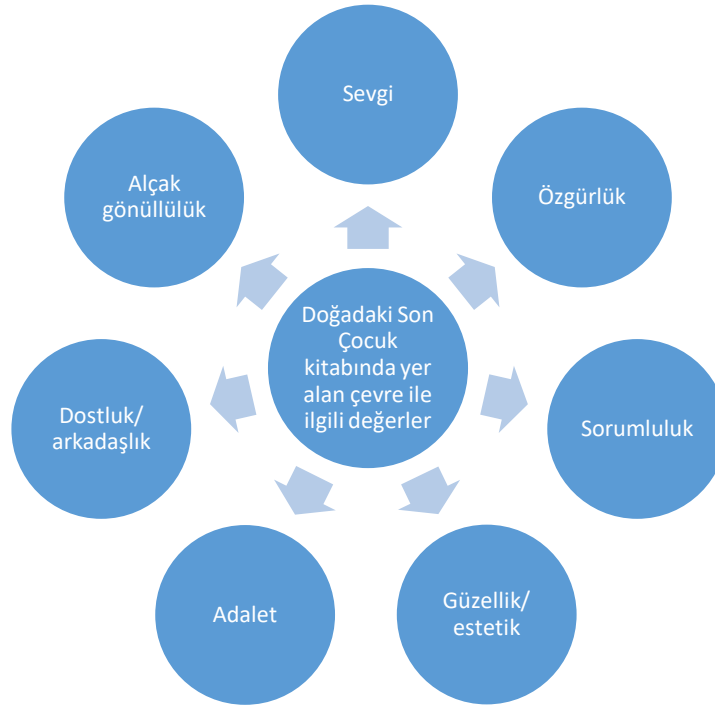 Sevgi
Özgürlük
Sorumluluk
Güzellik/
estetik
Adalet
Dostluk/
arkadaşlık
Alçak
gönüllülük
Doğadaki Son
Çocuk
kitabında yer
alan çevre ile
ilgili değerler